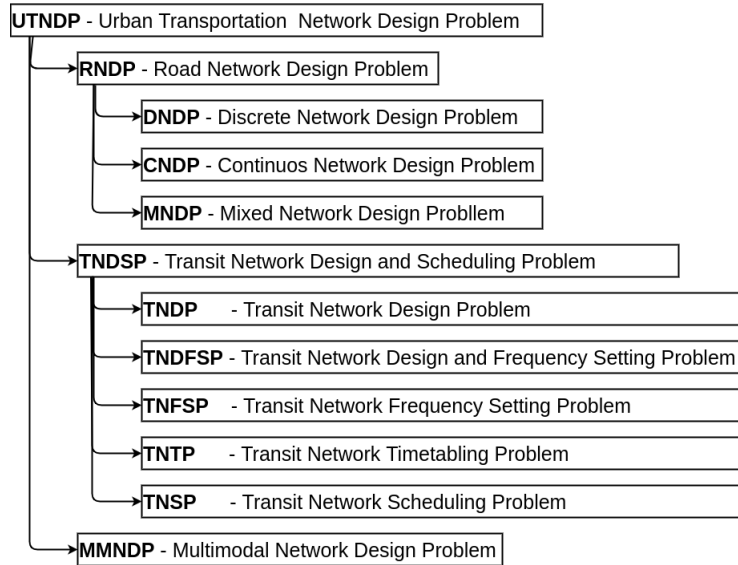 UTNDP - Urban Transportation Network Design Problem
RNDP - Road Network Design Problem
DNDP - Discrete Network Design Problem
CNDP - Continuos Network Design Problem
MNDP - Mixed Network Design Probllem
TNDSP - Transit Network Design and Scheduling Problem
TNDP - Transit Network Design Problem
TNDFSP - Transit Network Design and Frequency Setting Problem
TNFSP - Transit Network Frequency Setting Problem
TNTP - Transit Network Timetabling Problem
TNSP - Transit Network Scheduling Problem
MMNDP - Multimodal Network Design Problem